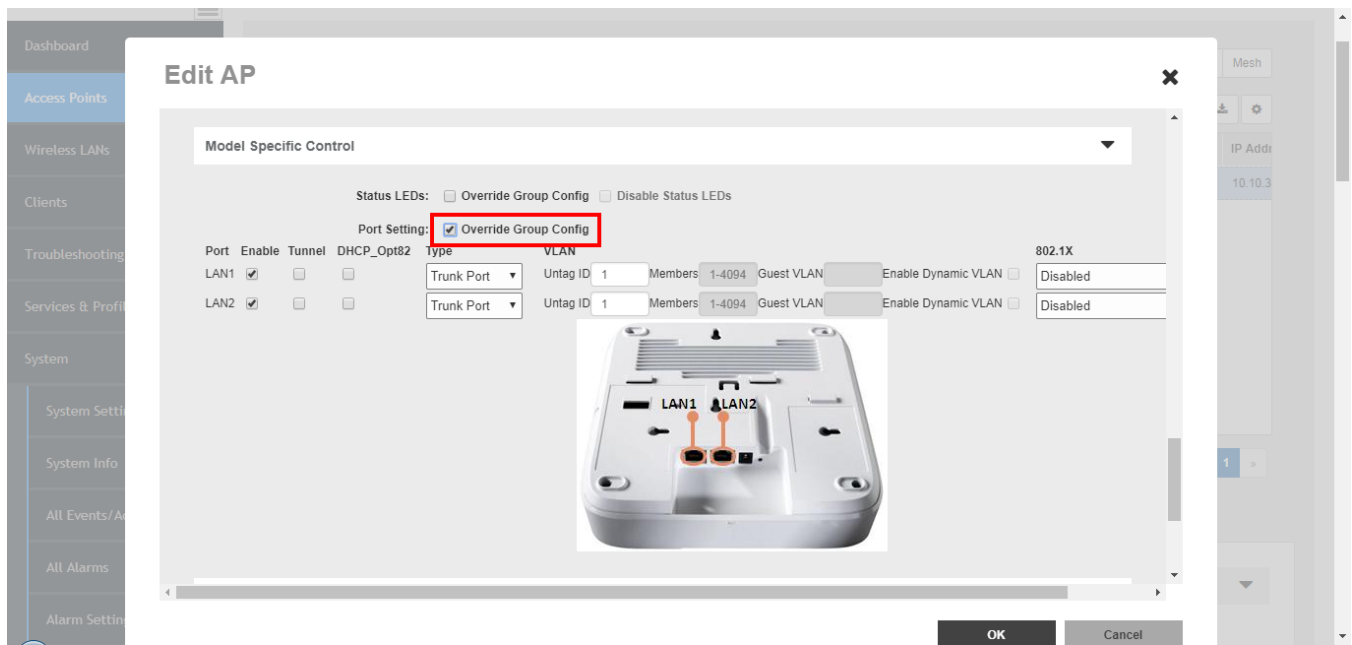 Dashboard
Mesh
Edit AP
Access Points
Model Specific Control
Wireless LANs
IP Addr
Status LEDs: Override Group Config Disable Status LEDs
10.10.3
Clients
Port Setting: Override Group Config
Port Enable Tunnel DHCP_Opt82 Type VLAN 802.1X
Troubleshooting
LAN1 Trunk Port Untag ID 1 Members 1-4094 Guest VLAN Enable Dynamic VLAN Disabled
LAN2 Trunk Port Untag ID 1 Members 1-4094 Guest VLAN Enable Dynamic VLAN Disabled
Services & Profil
System
LAN1 LAN2
System Setti
System Info
1 »
All Events/A
All Alarms
Alarm Settin
OK Cancel